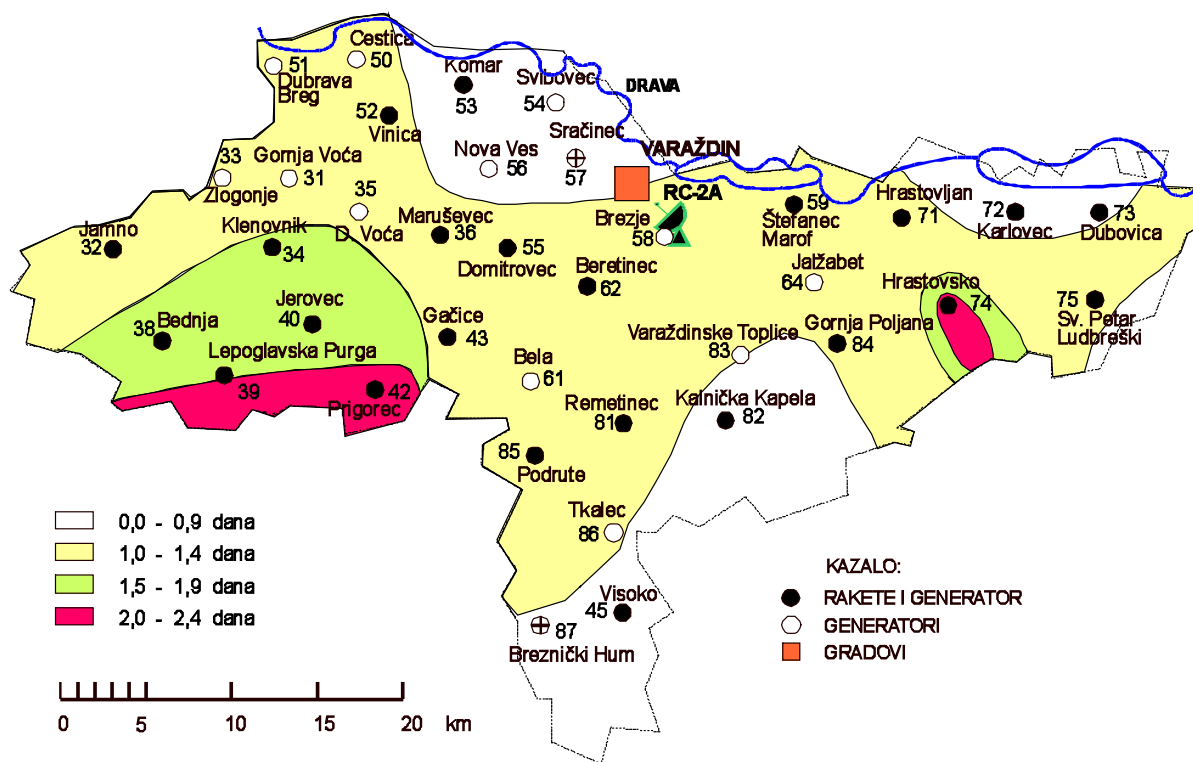 Cestica
50
51
Dubrava
Breg
Komar
53
Svibovec
54
DRAVA
52
Vinica
Sračinec
57
Nova Ves
56
VARAŽDIN
RC-2A
33
Zlogonje
Gornja Voća
31
35
D. Voća
Jamno
32
Klenovnik
34
Maruševec
36
55
Domitrovec
Brezje
58
Beretinec
62
59
Štefanec
Marof
Hrastovljan
71
72
Karlovec
73
Dubovica
Jalžabet
64
Hrastovsko
74
75
Sv. Petar
Ludbreški
38
Bednja
Jerovec
40
Gačice
43
Varaždinske Toplice
83
Gornja Poljana
84
Lepoglavska Purga
39
42
Prigorec
Bela
61
Remetinec
81
Kalnička Kapela
82
85
Podrute
Tkalec
86
Visoko
45
87
Breznički Hum
0,0 - 0,9 dana
1,0 - 1,4 dana
1,5 - 1,9 dana
2,0 - 2,4 dana
KAZALO:
RAKETE I GENERATOR
GENERATORI
GRADOVI
0 5 10 15 20 km